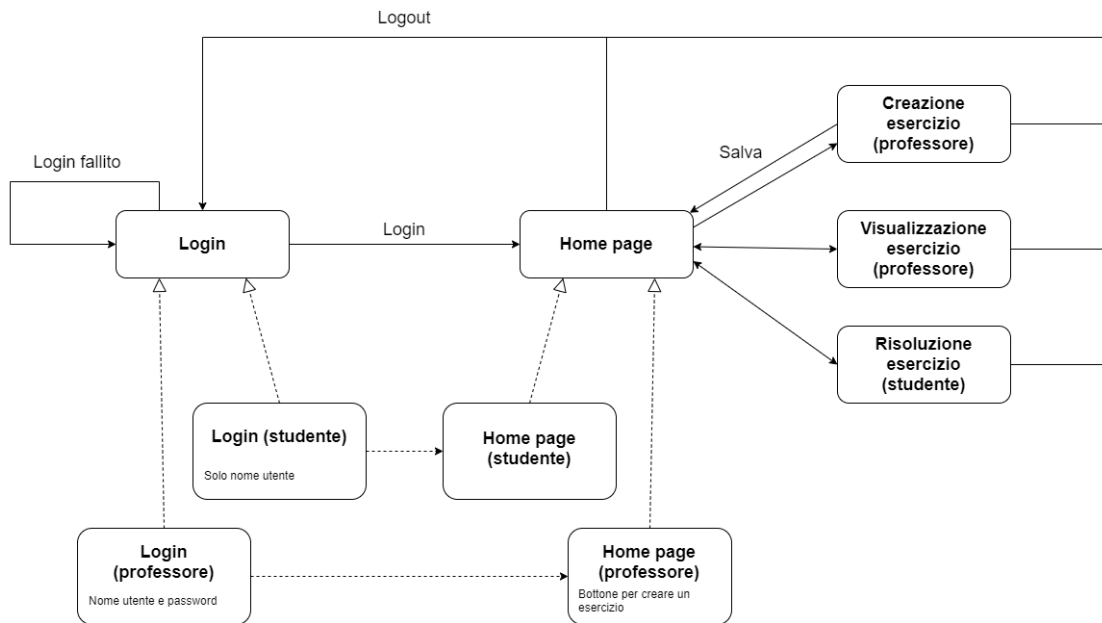 Logout
Creazione
esercizio
(professore)
Salva
Login fallito
Login
Login
Home page
Visualizzazione
esercizio
(professore)
Risoluzione
esercizio
(studente)
Login (studente)
Solo nome utente
Home page
(studente)
Login
(professore)
Nome utente e password
Home page
(professore)
Bottone per creare un
esercizio